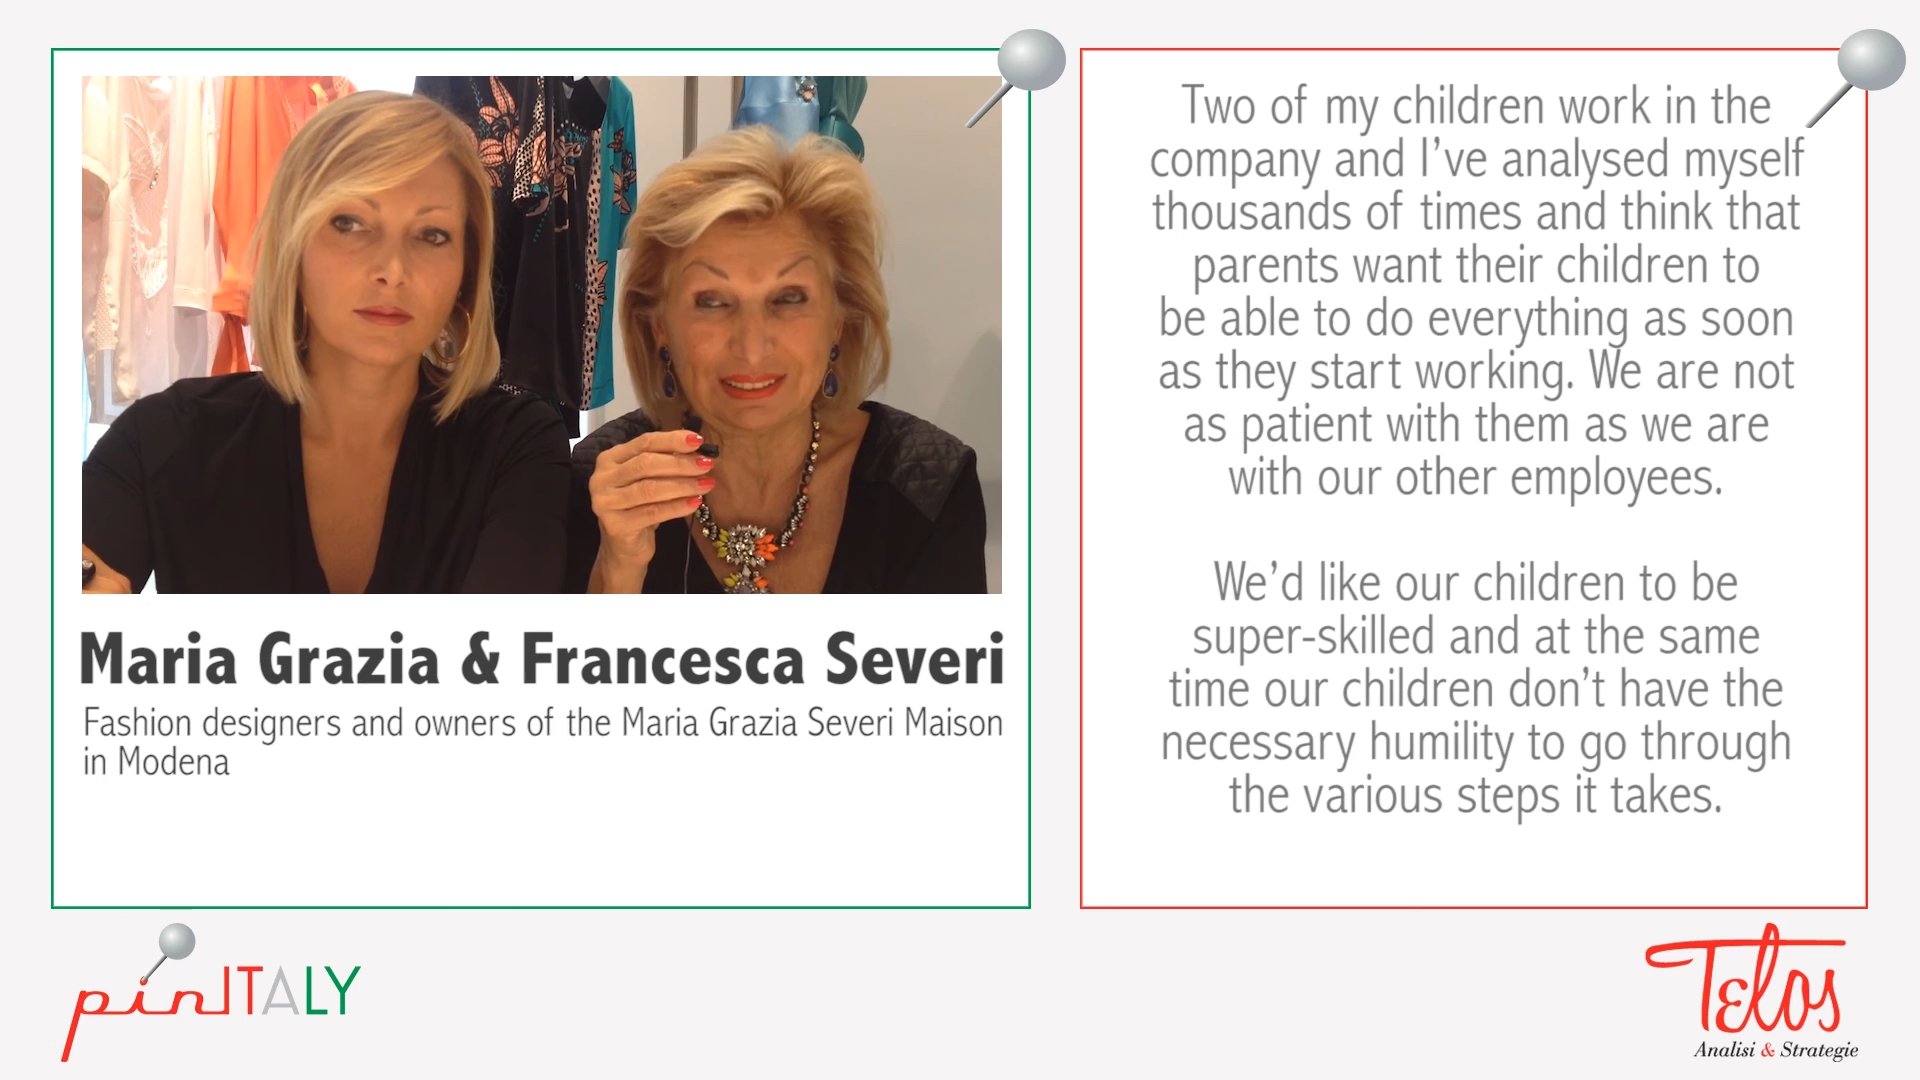 Maria Grazia & Francesca Severi
Fashion designers and owners of the Maria Grazia Severi Maison
in Modena
Two of my children work in the
company and I’ve analysed myself
thousands of times and think that
parents want their children to
be able to do everything as soon
as they start working. We are not
as patient with them as we are
with our other employees.
We’d like our children to be
super-skilled and at the same
time our children don’t have the
necessary humility to go through
the various steps it takes.
pinITALY
Telos
Analisi & Strategie